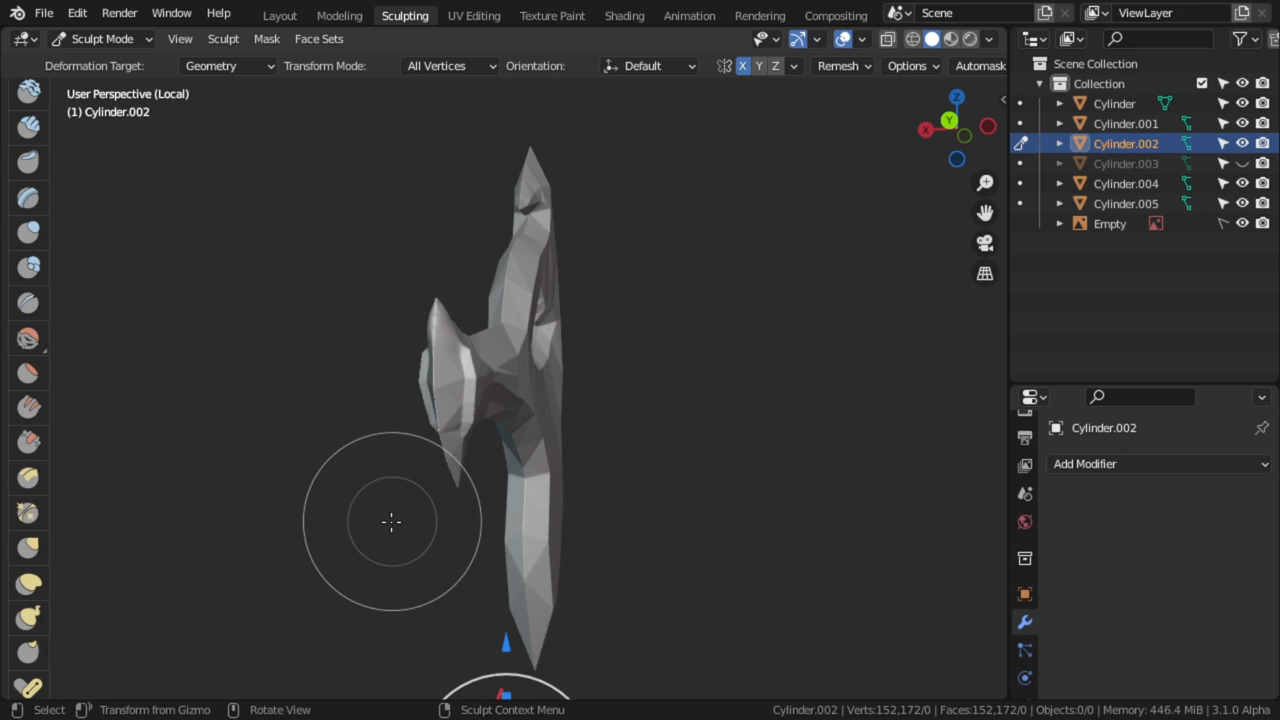 File Edit Render Window Help Layout Modeling Sculpting UV Editing Texture Paint Shading Animation Rendering Compositing Scene ViewLayer
Sculpt Mode View Sculpt Mask Face Sets
Deformation Target: Geometry Transform Mode: All Vertices Orientation: Default X Y Z Remesh Options Automask
User Perspective (Local)
(1) Cylinder.002
Z
Y
X
Scene Collection
Collection
Cylinder
Cylinder.001
Cylinder.002
Cylinder.003
Cylinder.004
Cylinder.005
Empty
Cylinder.002
Add Modifier
Select Transform from Gizmo Rotate View Sculpt Context Menu Cylinder.002 | Verts:152,172/0 | Faces:152,172/0 | Objects:0/0 | Memory: 446.4 MiB | 3.1.0 Alpha